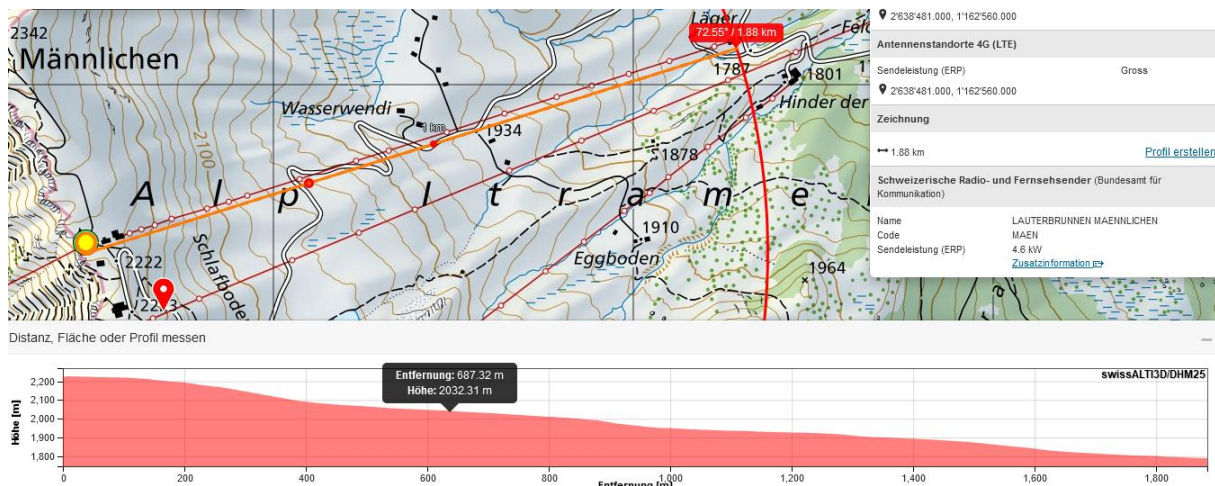 2342
Männlichen
Wasserwendi
2100
1 km
1934
1878
A l p I t r a m e
Eggboden
1910
1964
2222
Schlafbode
Läger
72.55° / 1.88 km
1787
1801
Hinder der
2'638'481.000, 1'162'560.000
Antennenstandorte 4G (LTE)
Sendeleistung (ERP) Gross
2'638'481.000, 1'162'560.000
Zeichnung
1.88 km Profil erstellen
Schweizerische Radio- und Fernsehsender (Bundesamt für
Kommunikation)
Name LAUTERBRUNNEN MAENNLICHEN
Code MAEN
Sendeleistung (ERP) 4.6 kW
Zusatzinformation
Distanz, Fläche oder Profil messen
Entfernung: 687.32 m
Höhe: 2032.31 m
swissALTI3D/DHM25
Höhe [m]
2,200
2,100
2,000
1,900
1,800
0 200 400 600 800 1,000 1,200 1,400 1,600 1,800
Entfernung [m]